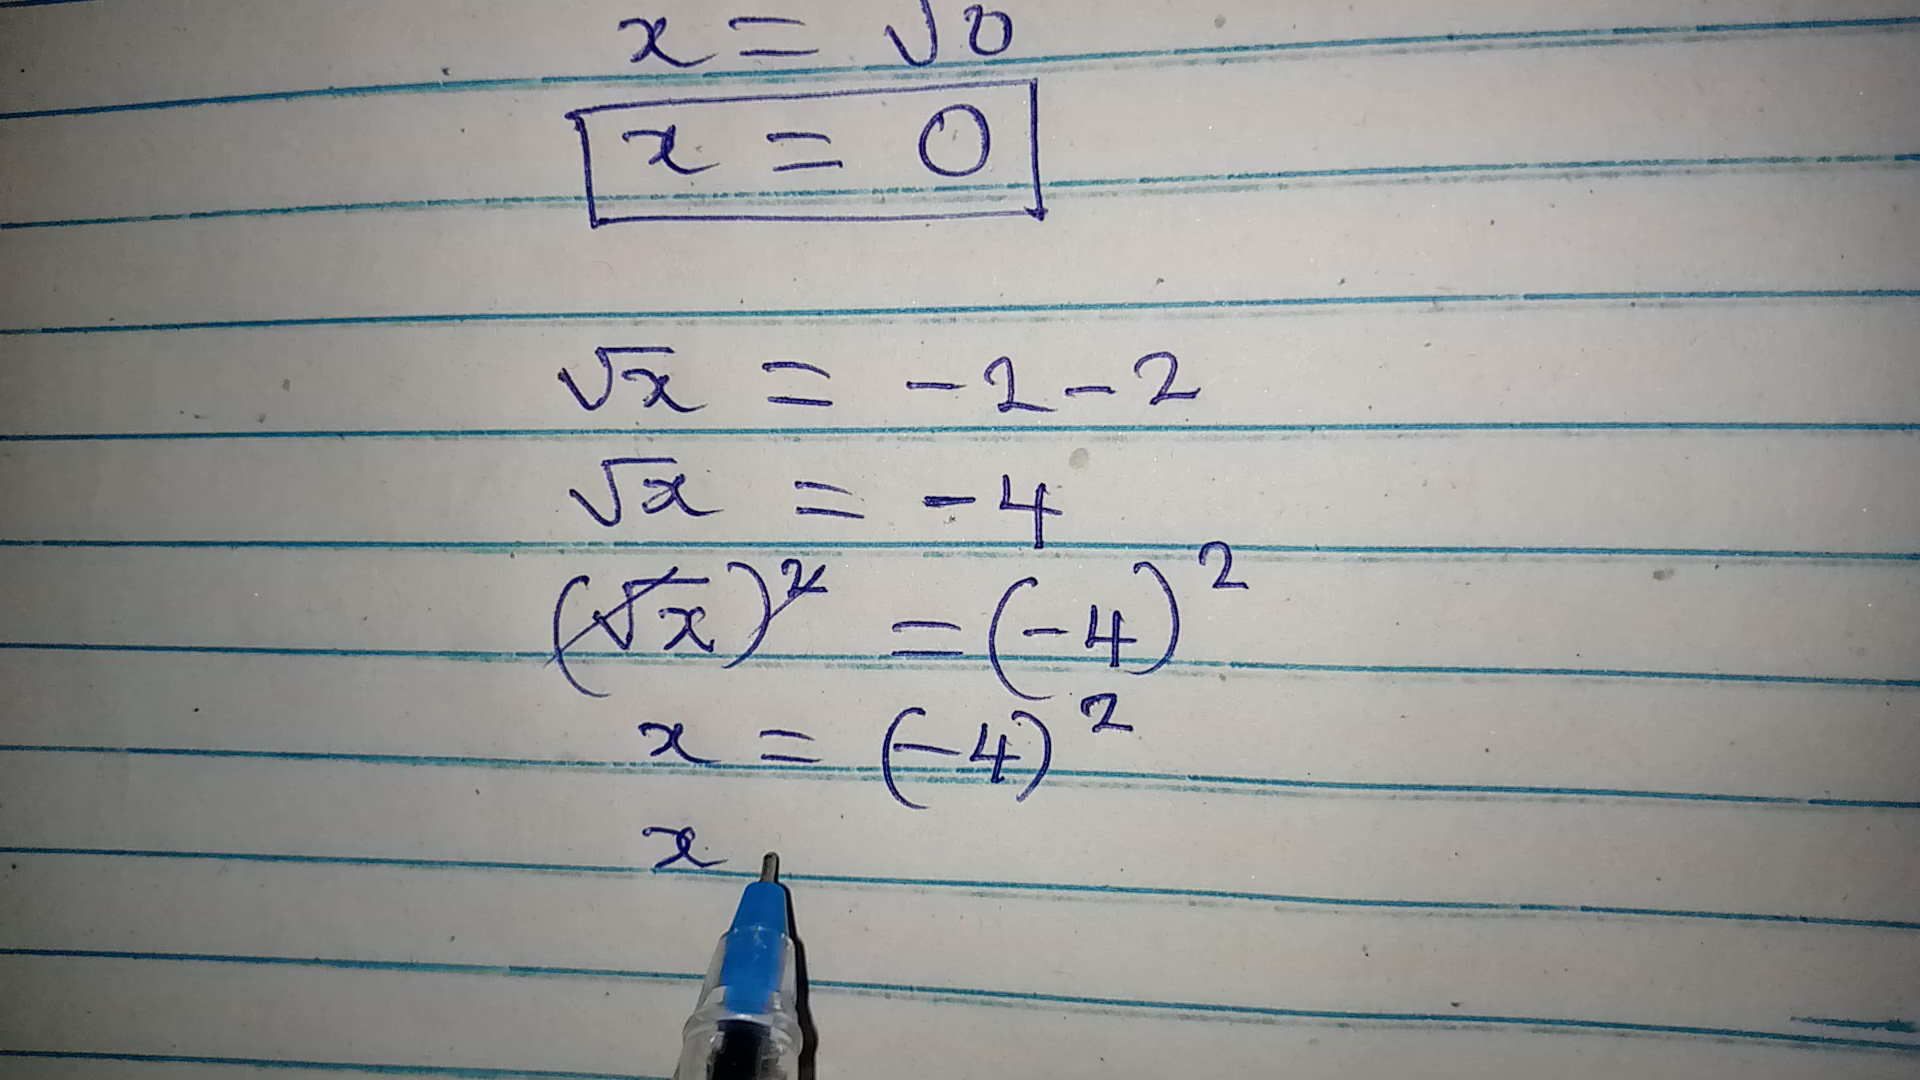 x = √0
x = 0
√x = -2-2
√x = -4
(√x)² = (-4)²
x = (-4)²
x